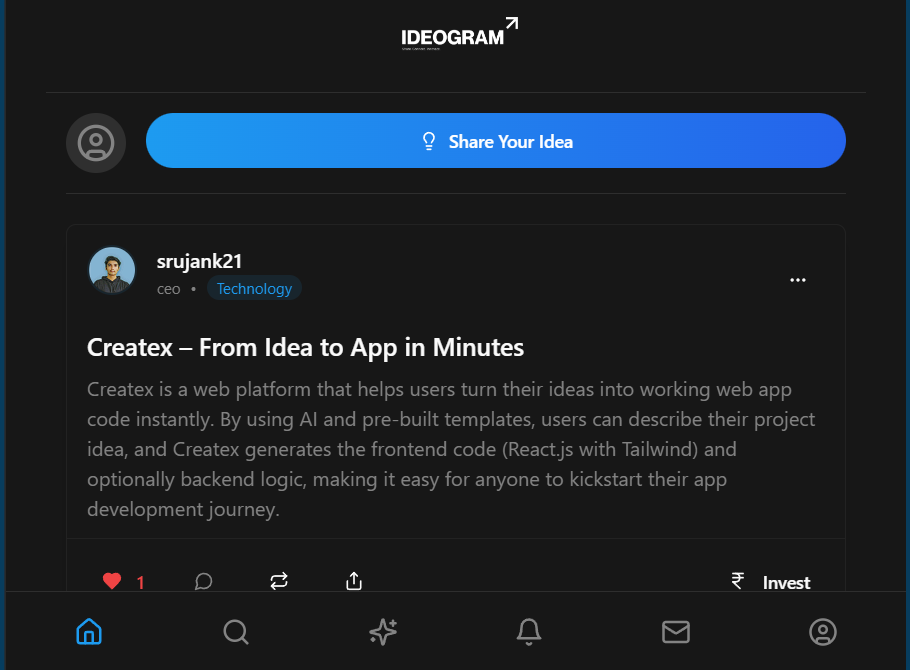 IDEOGRAM
Share Your Idea
srujank21
ceo • Technology
Createx – From Idea to App in Minutes
Createx is a web platform that helps users turn their ideas into working web app
code instantly. By using AI and pre-built templates, users can describe their project
idea, and Createx generates the frontend code (React.js with Tailwind) and
optionally backend logic, making it easy for anyone to kickstart their app
development journey.
1
₹ Invest